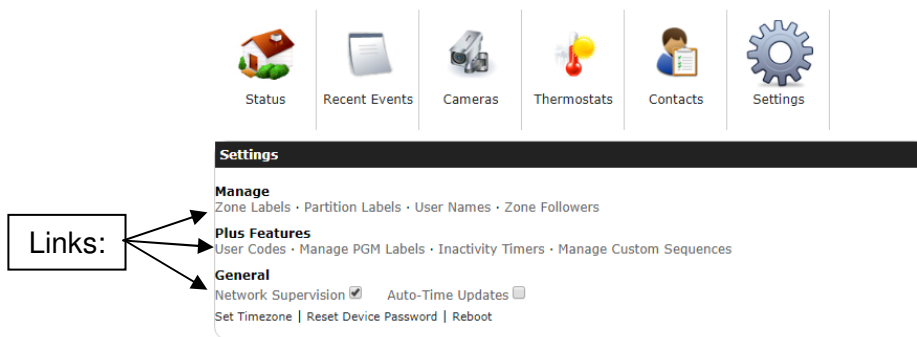 Status Recent Events Cameras Thermostats Contacts Settings
Settings
Manage
Zone Labels · Partition Labels · User Names · Zone Followers
Links:
Plus Features
User Codes · Manage PGM Labels · Inactivity Timers · Manage Custom Sequences
General
Network Supervision Auto-Time Updates
Set Timezone | Reset Device Password | Reboot